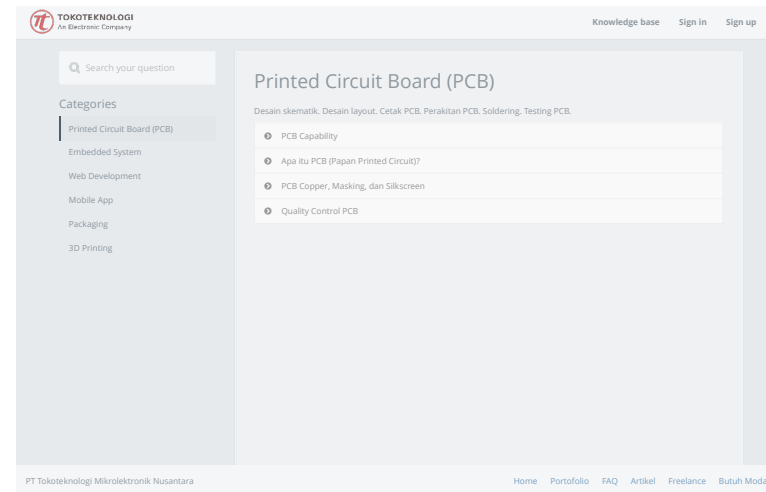 TOKOTEKNOLOGI
An Electronic Company
Knowledge base Sign in Sign up
Search your question
Categories
Printed Circuit Board (PCB)
Embedded System
Web Development
Mobile App
Packaging
3D Printing
Printed Circuit Board (PCB)
Desain skematik. Desain layout. Cetak PCB. Perakitan PCB. Soldering. Testing PCB.
PCB Capability
Apa itu PCB (Papan Printed Circuit)?
PCB Copper, Masking, dan Silkscreen
Quality Control PCB
PT Tokoteknologi Mikrolektronik Nusantara
Home Portofolio FAQ Artikel Freelance Butuh Moda